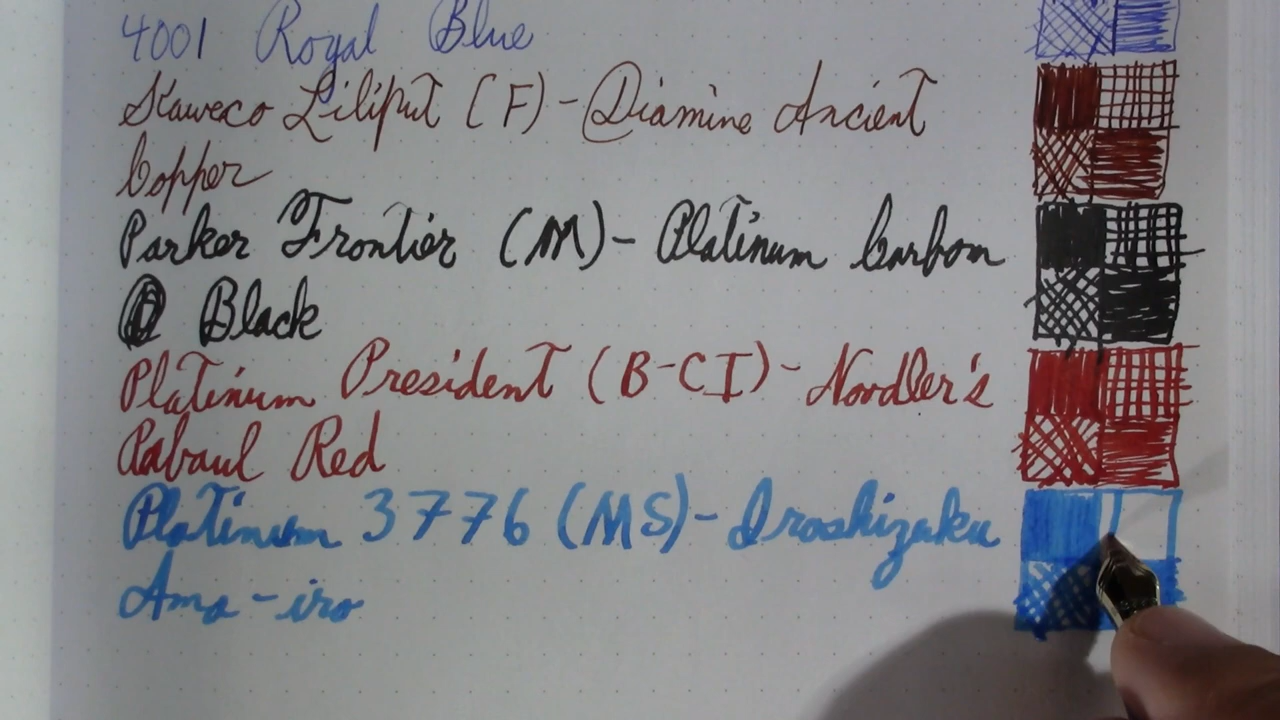 4001 Royal Blue
Kaweco Liliput (F) - Diamine Ancient
Copper
Parker Frontier (M) - Platinum Carbon
Black
Platinum President (B-CI) - Noodler's
Rabaul Red
Platinum 3776 (MS) - Iroshizuku
Ama-iro